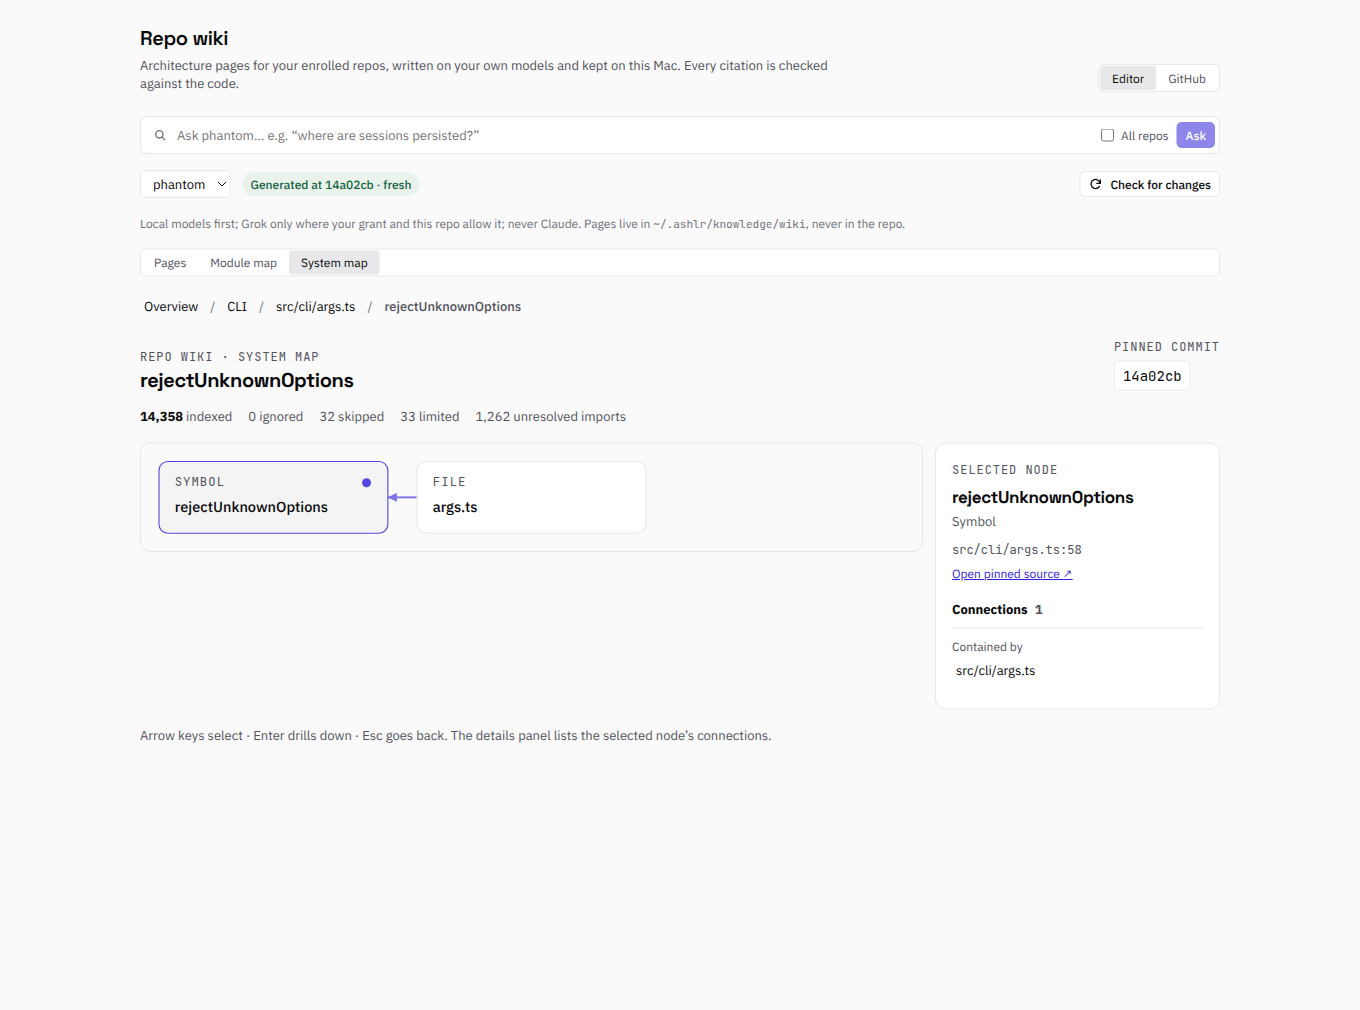 Repo wiki
Architecture pages for your enrolled repos, written on your own models and kept on this Mac. Every citation is checked
against the code.
Editor GitHub
Ask phantom... e.g. “where are sessions persisted?” All repos Ask
phantom Generated at 14a02cb · fresh Check for changes
Local models first; Grok only where your grant and this repo allow it; never Claude. Pages live in ~/.ashlr/knowledge/wiki, never in the repo.
Pages Module map System map
Overview / CLI / src/cli/args.ts / rejectUnknownOptions
REPO WIKI · SYSTEM MAP
rejectUnknownOptions
PINNED COMMIT
14a02cb
14,358 indexed 0 ignored 32 skipped 33 limited 1,262 unresolved imports
SYMBOL
rejectUnknownOptions
FILE
args.ts
SELECTED NODE
rejectUnknownOptions
Symbol
src/cli/args.ts:58
Open pinned source ↗
Connections 1
Contained by
src/cli/args.ts
Arrow keys select · Enter drills down · Esc goes back. The details panel lists the selected node’s connections.